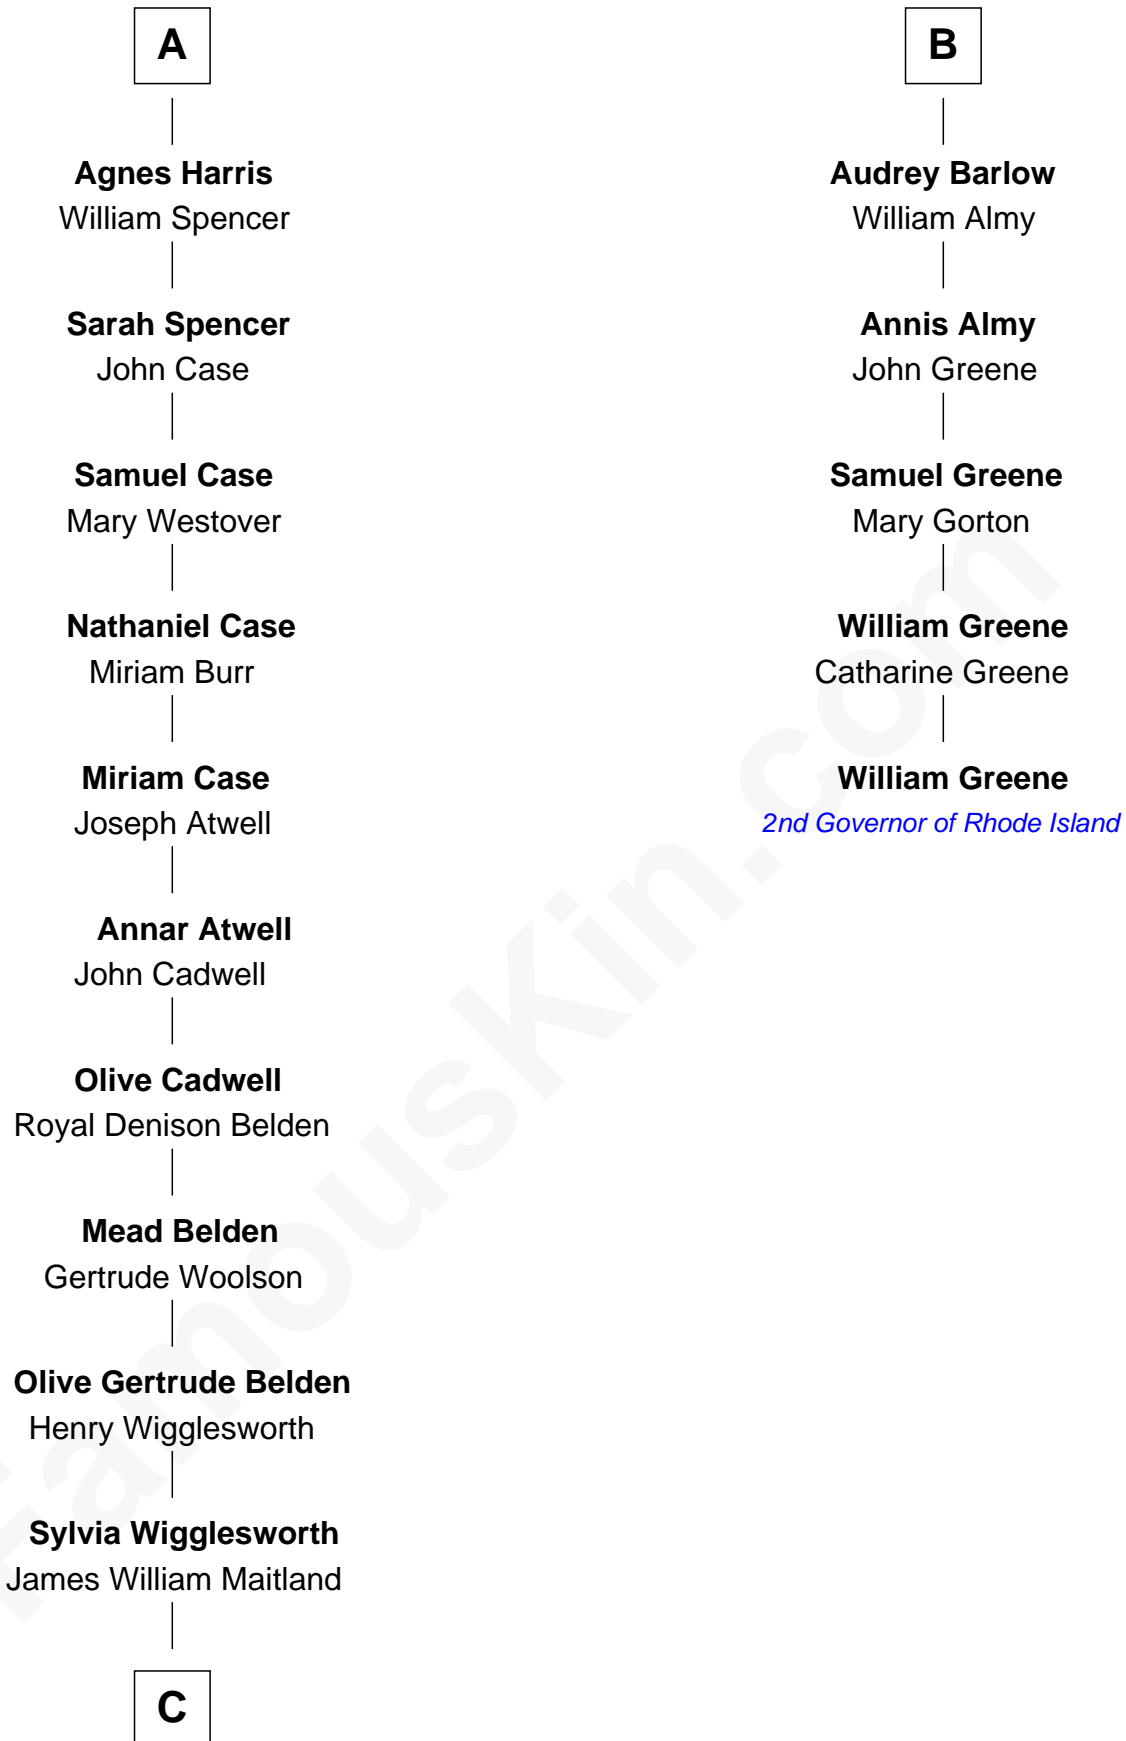 A
Agnes Harris
William Spencer
Sarah Spencer
John Case
Samuel Case
Mary Westover
Nathaniel Case
Miriam Burr
Miriam Case
Joseph Atwell
Annar Atwell
John Cadwell
Olive Cadwell
Royal Denison Belden
Mead Belden
Gertrude Woolson
Olive Gertrude Belden
Henry Wigglesworth
Sylvia Wigglesworth
James William Maitland
C
B
Audrey Barlow
William Almy
Annis Almy
John Greene
Samuel Greene
Mary Gorton
William Greene
Catharine Greene
William Greene
2nd Governor of Rhode Island
FamousKin.com